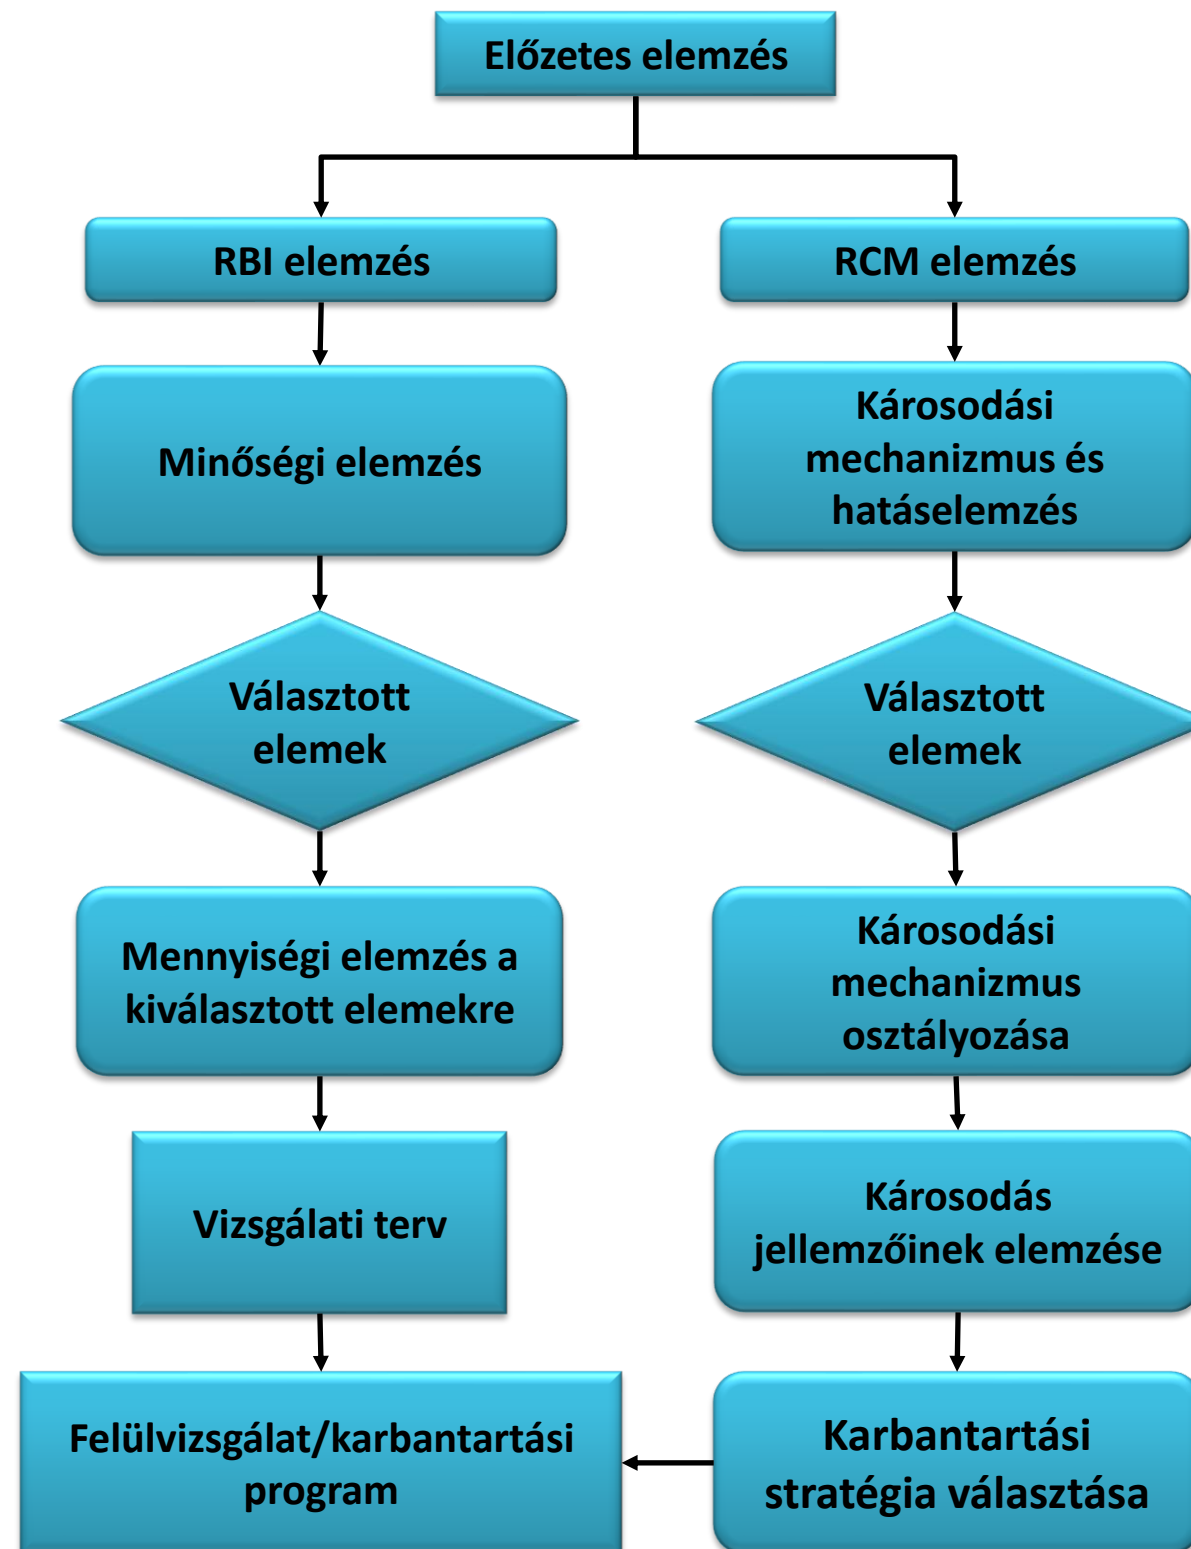 Előzetes elemzés
RBI elemzés
RCM elemzés
Minőségi elemzés
Károsodási
mechanizmus és
hatáselemzés
Választott
elemek
Választott
elemek
Mennyiségi elemzés a
kiválasztott elemekre
Károsodási
mechanizmus
osztályozása
Vizsgálati terv
Károsodás
jellemzőinek elemzése
Felülvizsgálat/karbantartási
program
Karbantartási
stratégia választása